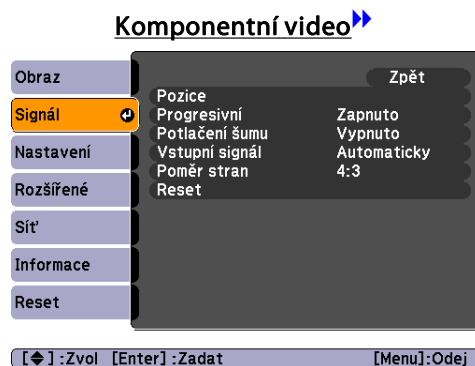 Komponentní video
Obraz
Signál
Nastavení
Rozšířené
Síť
Informace
Reset
Zpět
Pozice
Progresivní Zapnuto
Potlačení šumu Vypnuto
Vstupní signál Automaticky
Poměr stran 4:3
Reset
[◆] :Zvol [Enter] :Zadat [Menu]:Odej